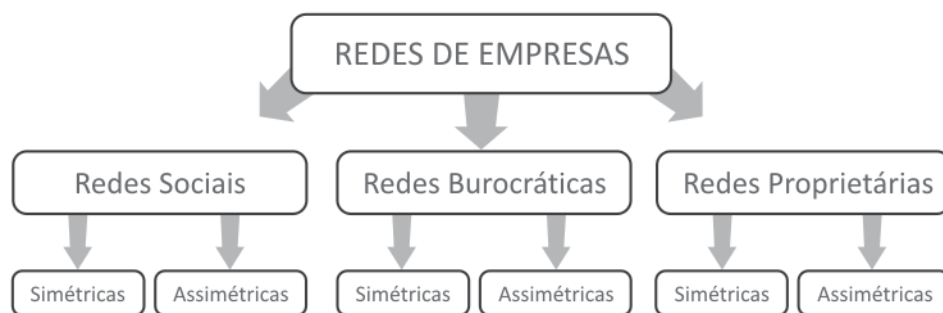 REDES DE EMPRESAS
Redes Sociais
Redes Burocráticas
Redes Proprietárias
Simétricas
Assimétricas
Simétricas
Assimétricas
Simétricas
Assimétricas